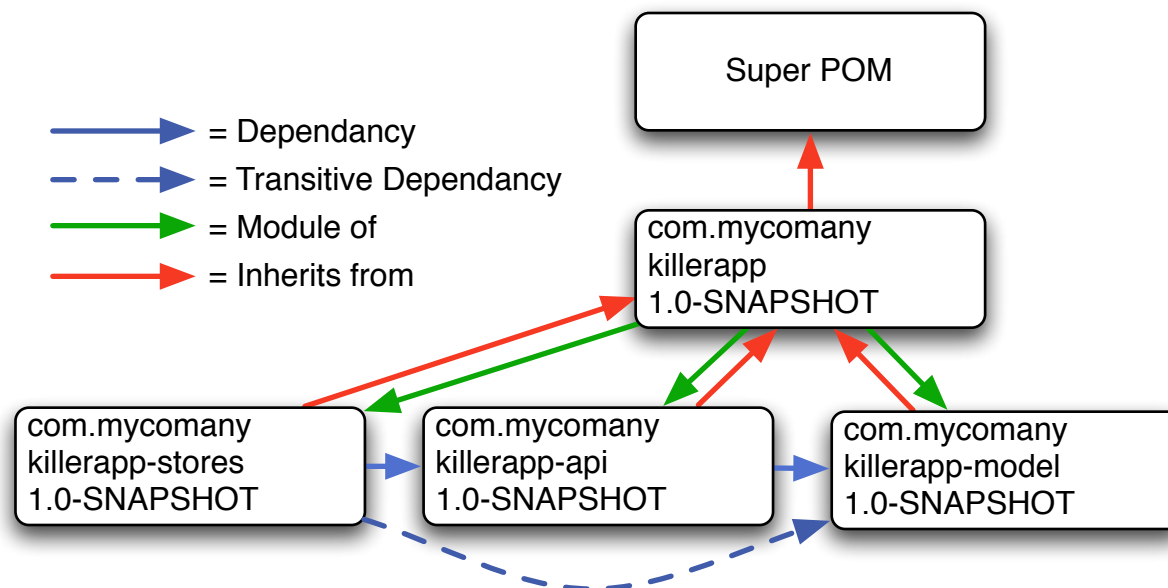 Super POM
= Dependancy
= Transitive Dependancy
= Module of
= Inherits from
com.mycomany
killerapp
1.0-SNAPSHOT
com.mycomany
killerapp-stores
1.0-SNAPSHOT
com.mycomany
killerapp-api
1.0-SNAPSHOT
com.mycomany
killerapp-model
1.0-SNAPSHOT